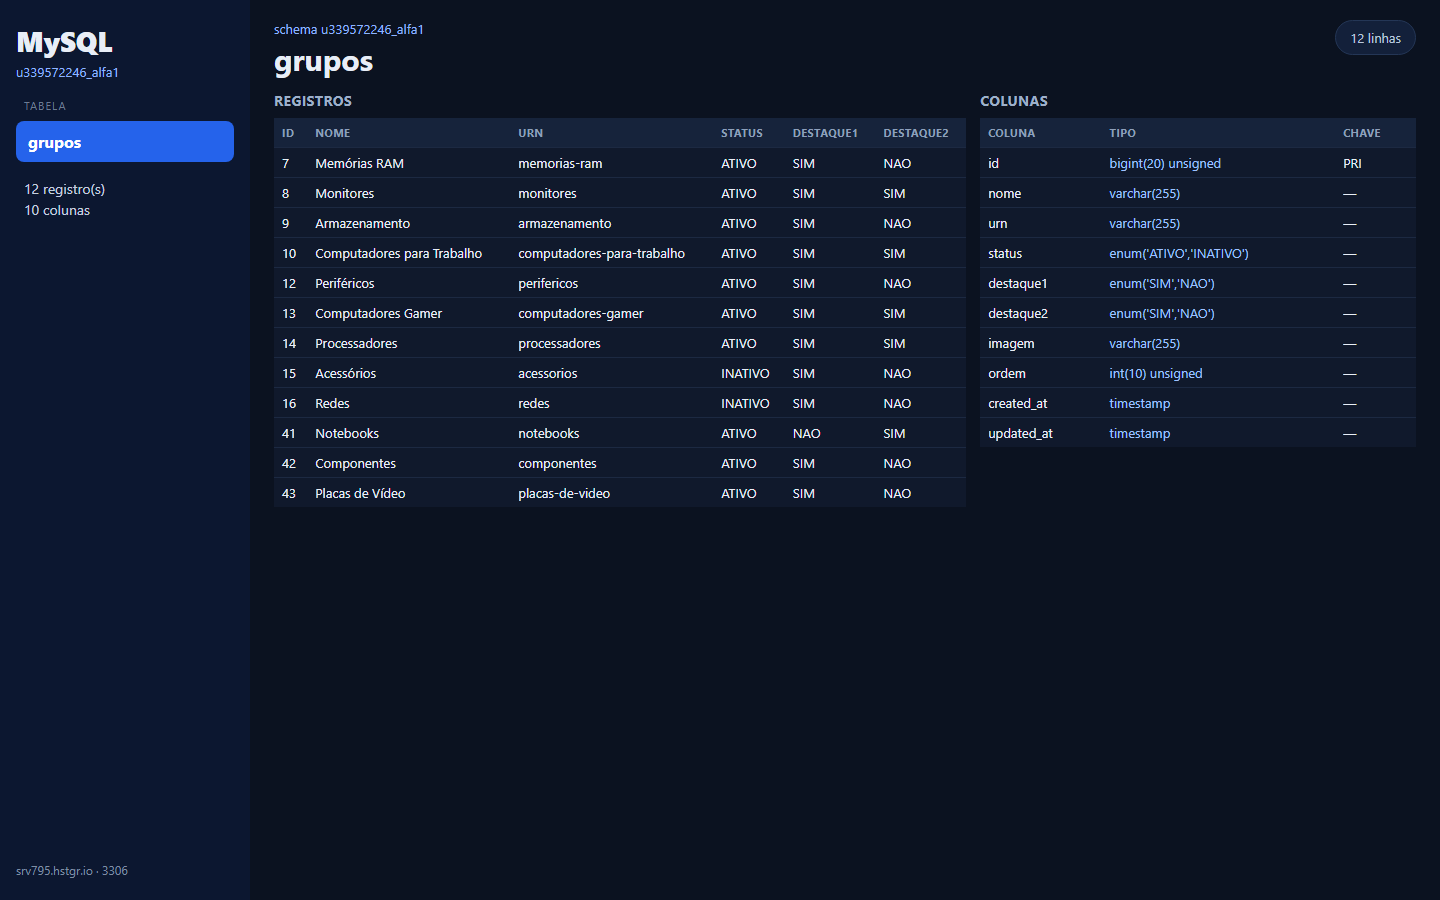 MySQL
u339572246_alfa1
TABELA
grupos
12 registro(s)
10 colunas
srv795.hstgr.io · 3306
schema u339572246_alfa1
grupos
12 linhas
REGISTROS
ID NOME URN STATUS DESTAQUE1 DESTAQUE2
7 Memórias RAM memorias-ram ATIVO SIM NAO
8 Monitores monitores ATIVO SIM SIM
9 Armazenamento armazenamento ATIVO SIM NAO
10 Computadores para Trabalho computadores-para-trabalho ATIVO SIM SIM
12 Periféricos perifericos ATIVO SIM NAO
13 Computadores Gamer computadores-gamer ATIVO SIM SIM
14 Processadores processadores ATIVO SIM SIM
15 Acessórios acessorios INATIVO SIM NAO
16 Redes redes INATIVO SIM NAO
41 Notebooks notebooks ATIVO NAO SIM
42 Componentes componentes ATIVO SIM NAO
43 Placas de Vídeo placas-de-video ATIVO SIM NAO
COLUNAS
COLUNA TIPO CHAVE
id bigint(20) unsigned PRI
nome varchar(255) —
urn varchar(255) —
status enum('ATIVO','INATIVO') —
destaque1 enum('SIM','NAO') —
destaque2 enum('SIM','NAO') —
imagem varchar(255) —
ordem int(10) unsigned —
created_at timestamp —
updated_at timestamp —